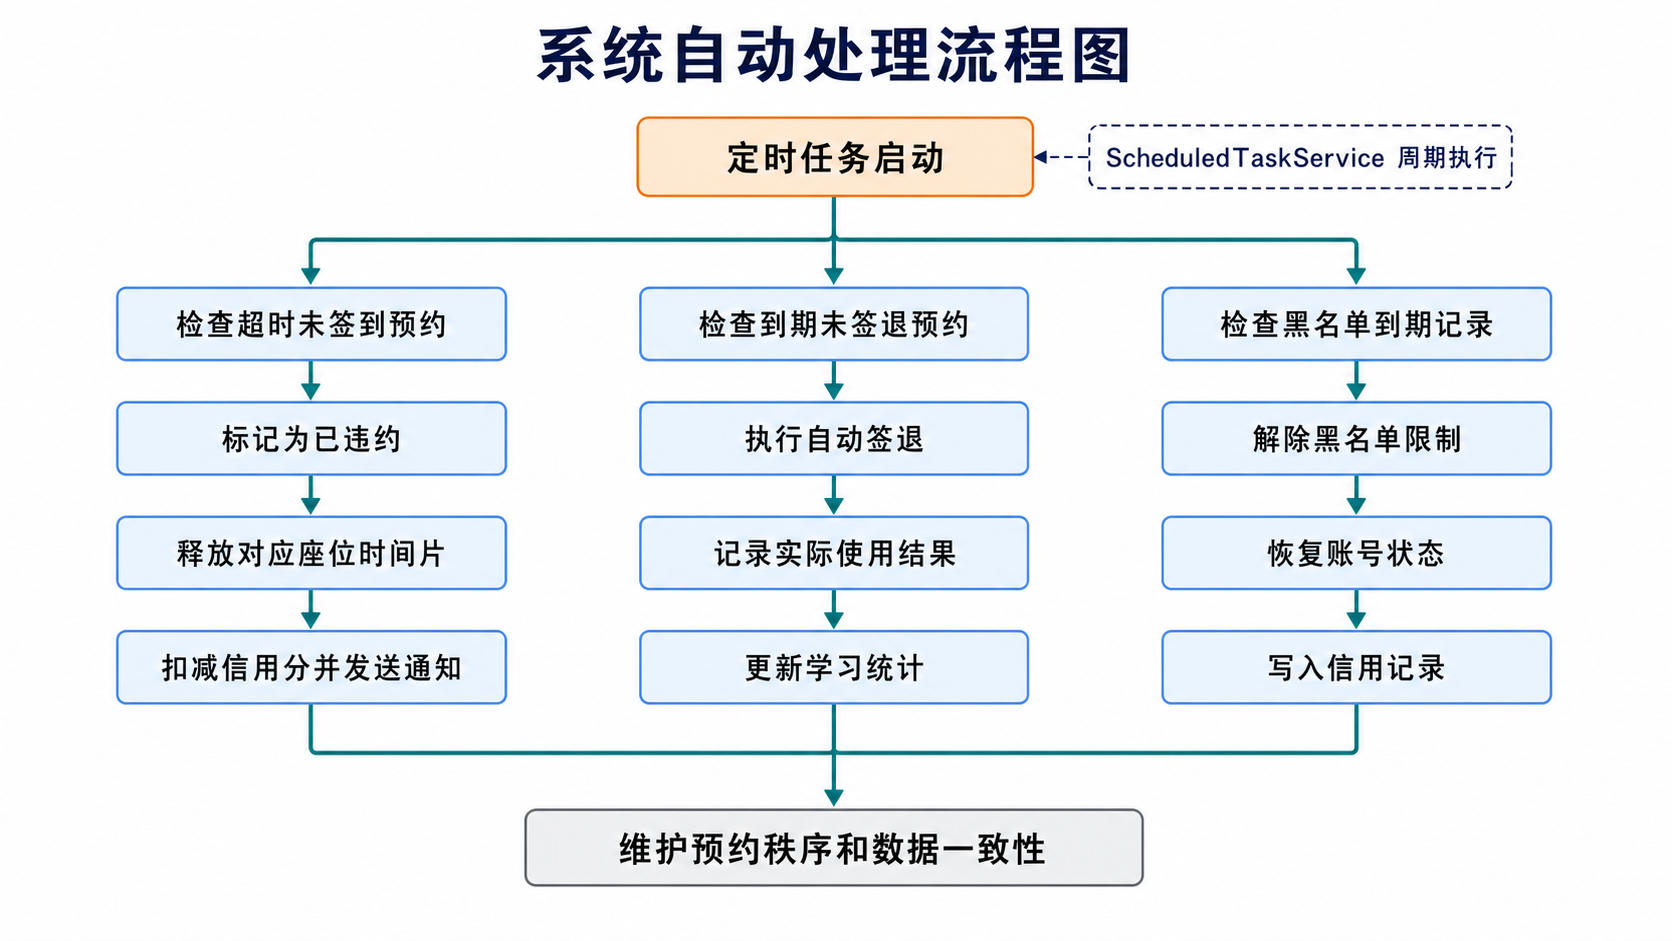 系统自动处理流程图
定时任务启动
ScheduledTaskService 周期执行
检查超时未签到预约
检查到期未签退预约
检查黑名单到期记录
标记为已违约
执行自动签退
解除黑名单限制
释放对应座位时间片
记录实际使用结果
恢复账号状态
扣减信用分并发送通知
更新学习统计
写入信用记录
维护预约秩序和数据一致性